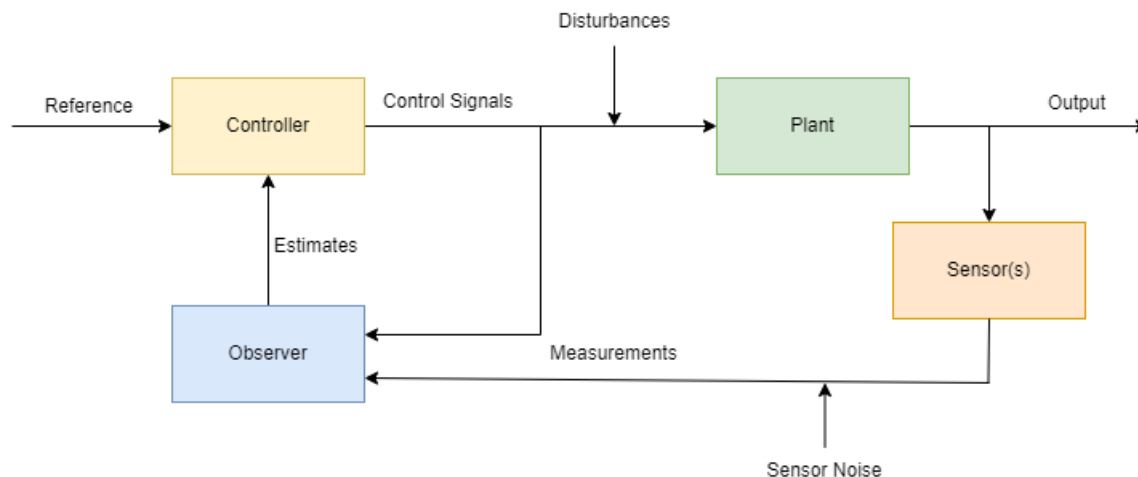 Disturbances
Reference
Controller
Control Signals
Plant
Output
Estimates
Sensor(s)
Observer
Measurements
Sensor Noise